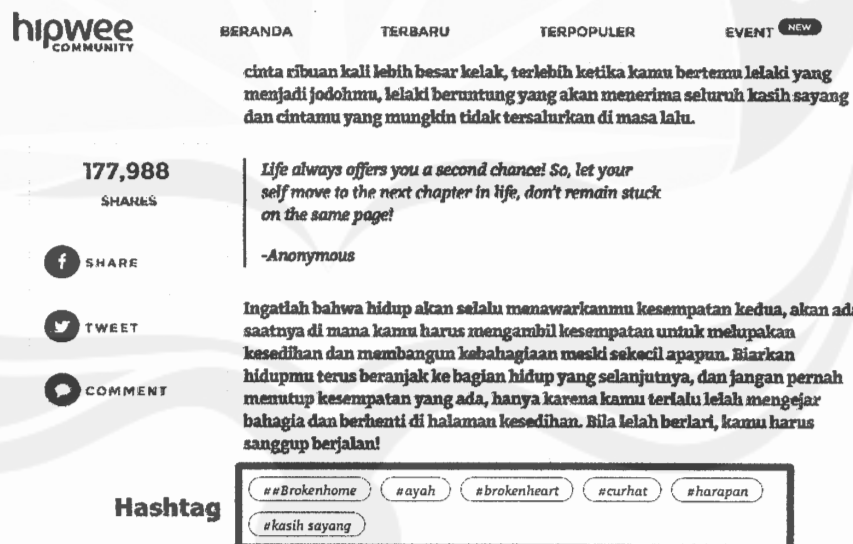 hipwee
COMMUNITY
BERANDA TERBARU TERPOPULER EVENT NEW
cinta ribuan kali lebih besar kelak, terlebih ketika kamu bertemu lelaki yang
menjadi jodohmu, lelaki beruntung yang akan menerima seluruh kasih sayang
dan cintamu yang mungkin tidak tersalurkan di masa lalu.
177,988
SHARES
Life always offers you a second chance! So, let your
self move to the next chapter in life, don't remain stuck
on the same page!
-Anonymous
SHARE
TWEET
COMMENT
Ingatlah bahwa hidup akan selalu menawarkanmu kesempatan kedua, akan ada
saatnya di mana kamu harus mengambil kesempatan untuk melupakan
kesedihan dan membangun kebahagiaan meski sekecil apapun. Biarkan
hidupmu terus beranjak ke bagian hidup yang selanjutnya, dan jangan pernah
menutup kesempatan yang ada, hanya karena kamu terlalu lelah mengejar
bahagia dan berhenti di halaman kesedihan. Bila lelah berlari, kamu harus
sanggup berjalan!
Hashtag
##Brokenhome #ayah #brokenheart #curhat #harapan
#kasih sayang